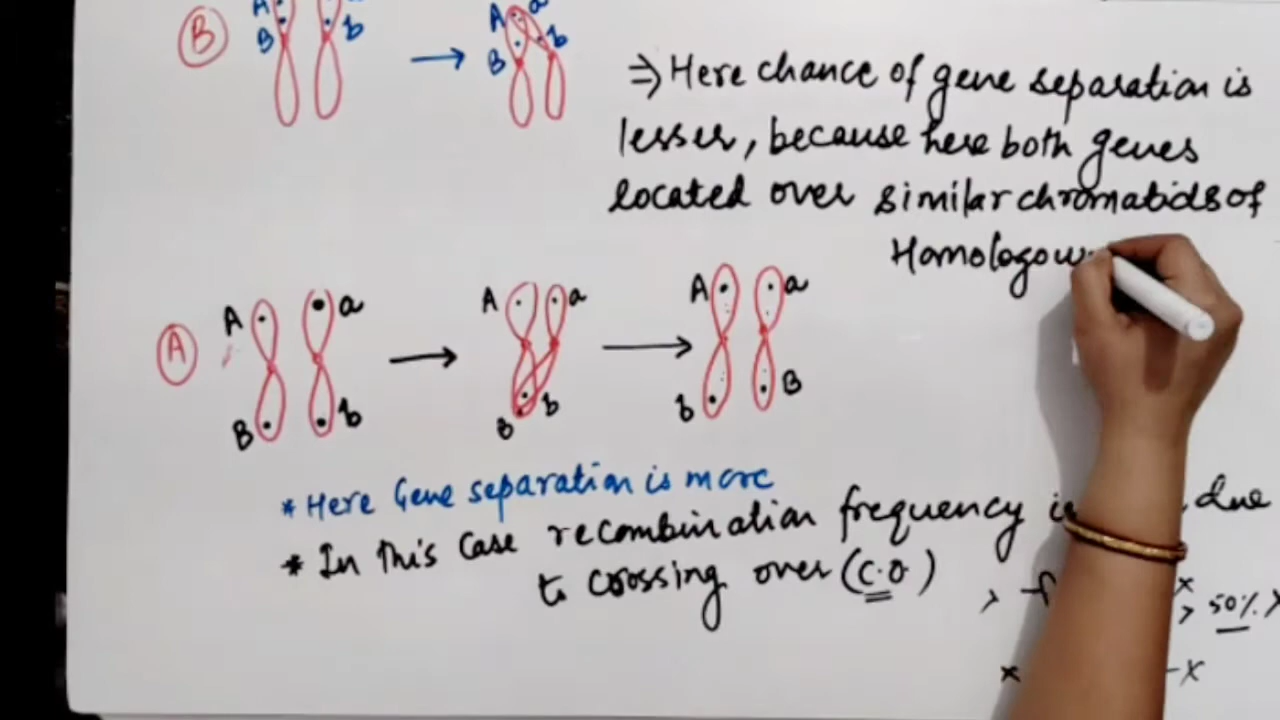 B
A
B
b
A
a
B
b
⇒ Here chance of gene separation is
lesser, because here both genes
located over similar chromatids of
Homologou
A
A
a
B
b
A
a
B
b
A
a
b
B
* Here Gene separation is more
* In this Case recombination frequency is due
to crossing over (C.O)
> 50%